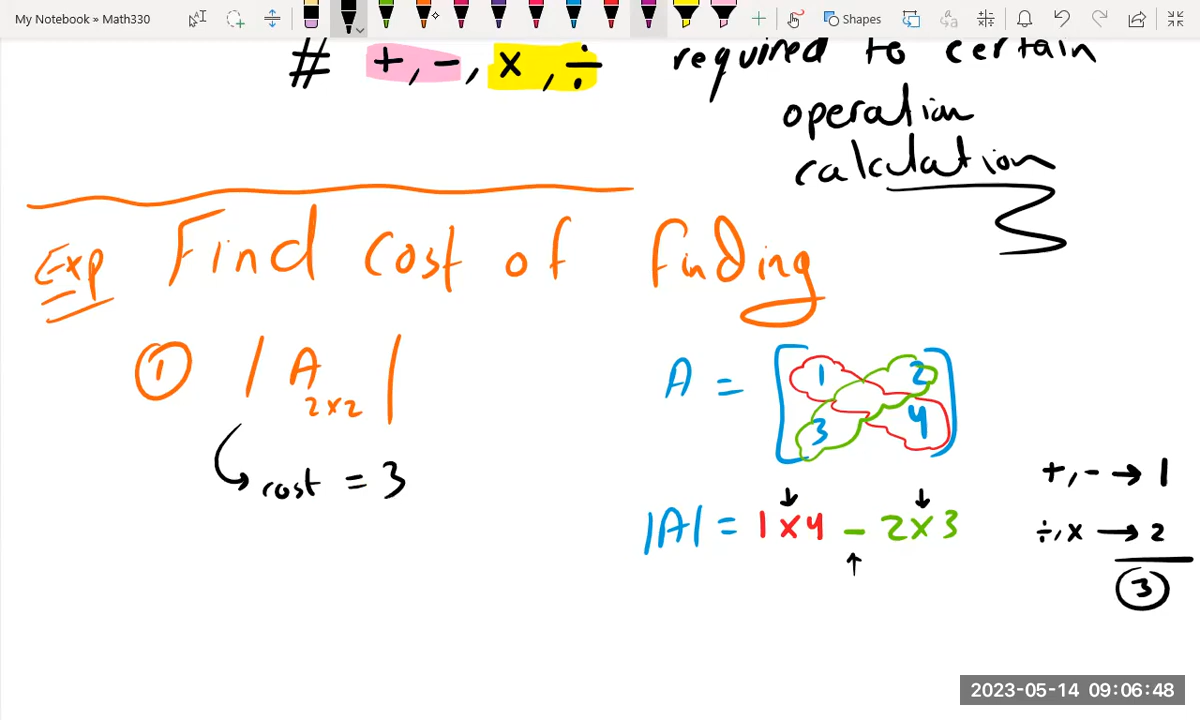 My Notebook » Math330
Shapes
# +, -, x, ÷ required to certain
operation
calculation
Exp Find cost of finding
① | A 2x2 |
cost = 3
A = [ 1 2
3 4 ]
|A| = 1 x 4 - 2 x 3
+, - → 1
÷, x → 2
③
2023-05-14 09:06:48